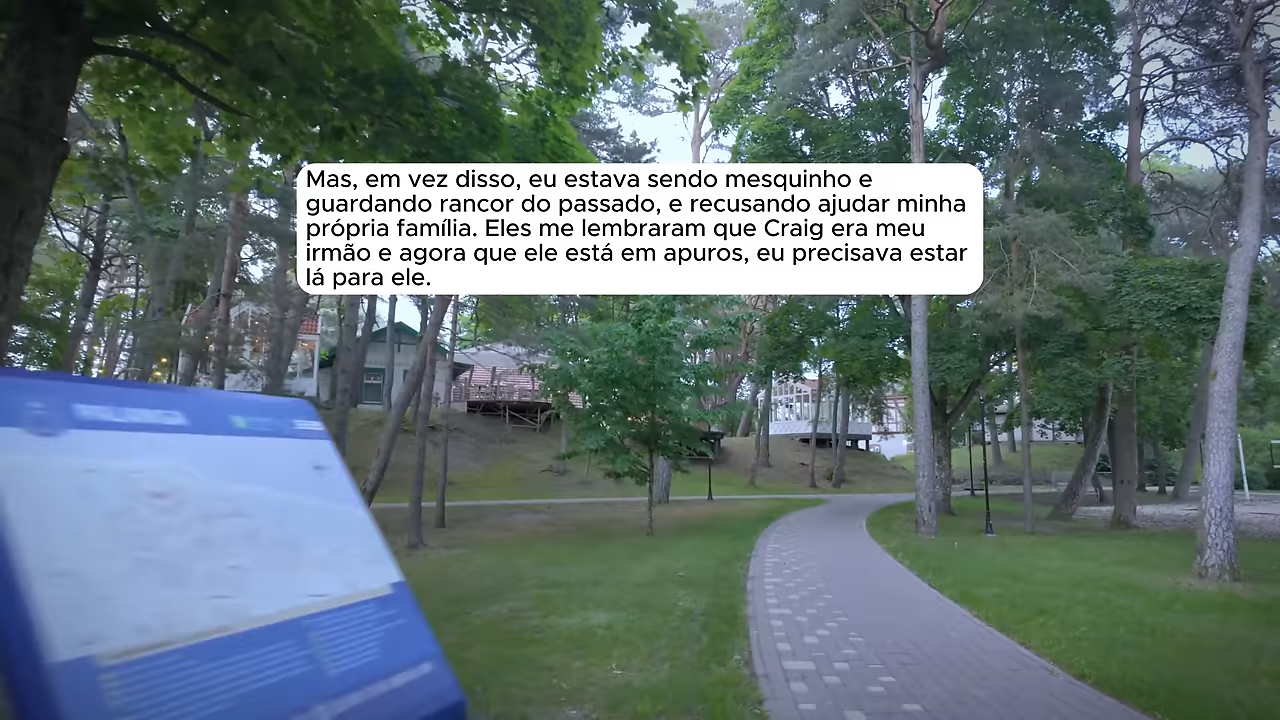 Mas, em vez disso, eu estava sendo mesquinho e
guardando rancor do passado, e recusando ajudar minha
própria família. Eles me lembraram que Craig era meu
irmão e agora que ele está em apuros, eu precisava estar
lá para ele.